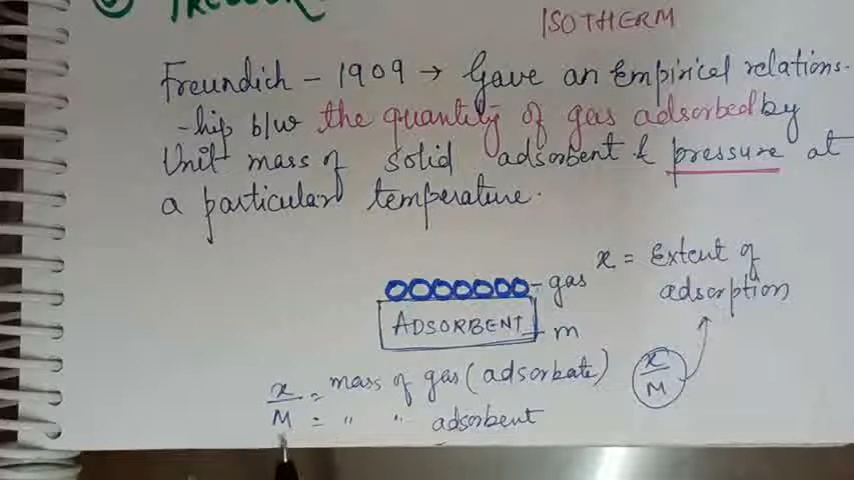 ISOTHERM
Freundich - 1909 → Gave an Empirical relations-
-hip b/w the quantity of gas adsorbed by
Unit mass of solid adsorbent & pressure at
a particular temperature.
gas
x = Extent of
adsorption
ADSORBENT - m
x/M = mass of gas (adsorbate)
= " " adsorbent
x/M